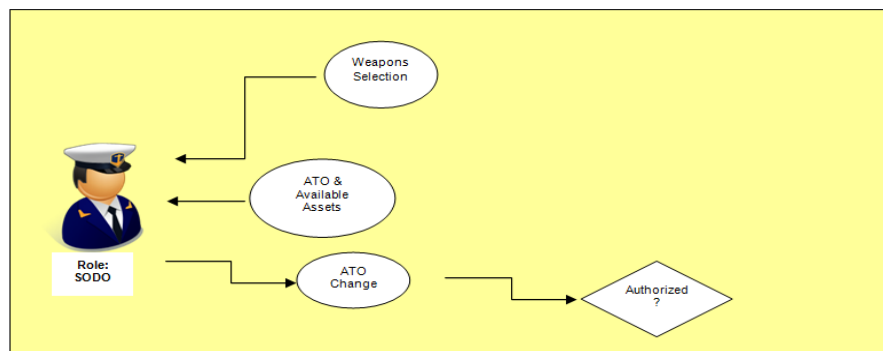 Weapons
Selection
ATO &
Available
Assets
Role:
SODO
ATO
Change
Authorized
?